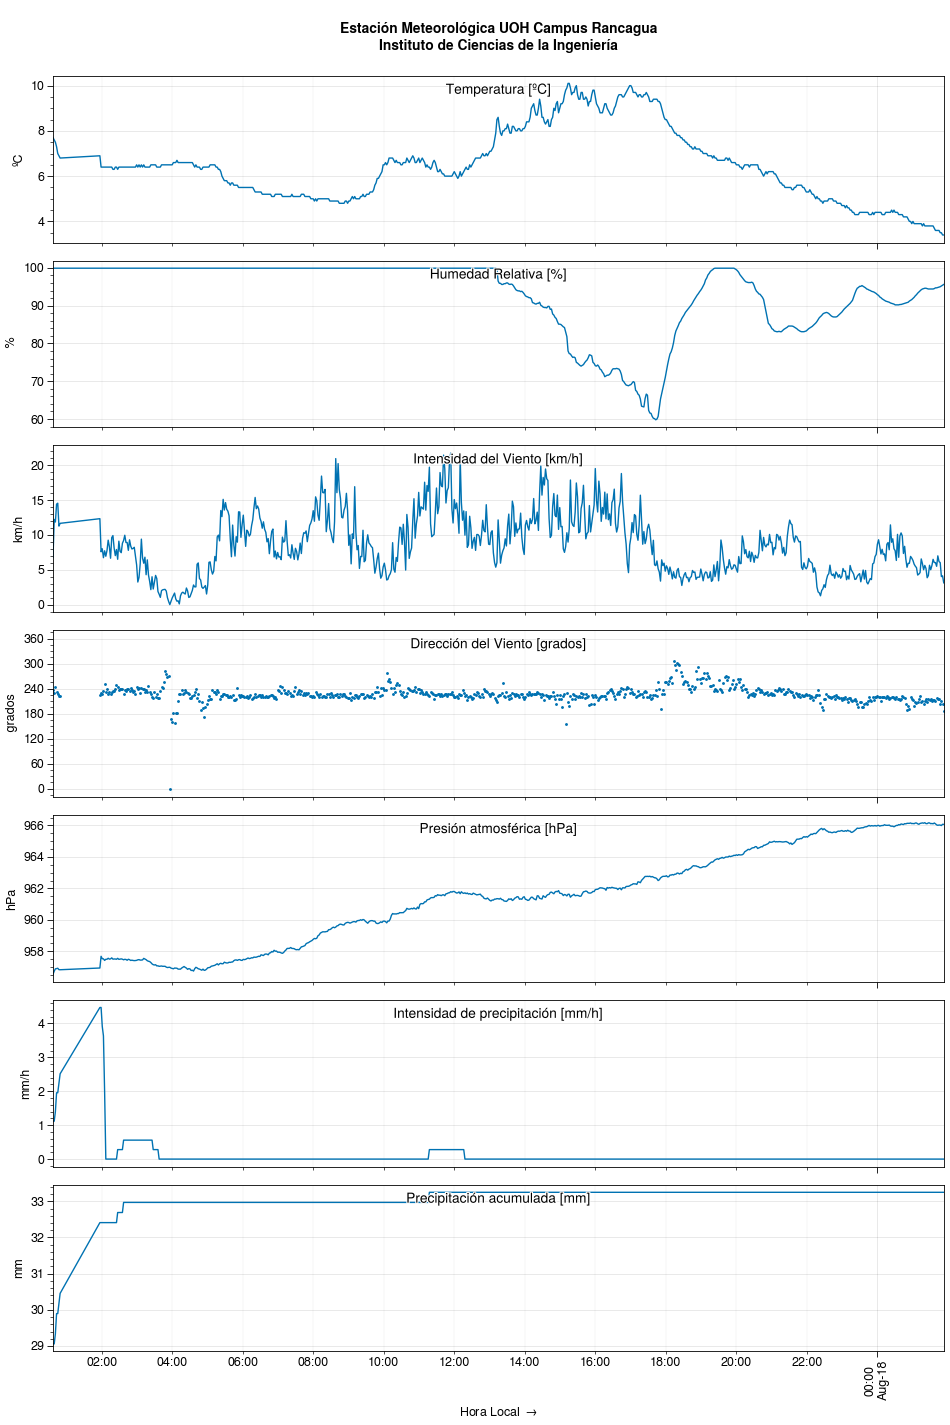 Estación Meteorológica UOH Campus Rancagua
Instituto de Ciencias de la Ingeniería
Temperatura [ºC]
ºC
10
8
6
4
Humedad Relativa [%]
%
100
90
80
70
60
Intensidad del Viento [km/h]
km/h
20
15
10
5
0
Dirección del Viento [grados]
grados
360
300
240
180
120
60
0
Presión atmosférica [hPa]
hPa
966
964
962
960
958
Intensidad de precipitación [mm/h]
mm/h
4
3
2
1
0
Precipitación acumulada [mm]
mm
33
32
31
30
29
02:00 04:00 06:00 08:00 10:00 12:00 14:00 16:00 18:00 20:00 22:00
00:00
Aug-18
Hora Local →